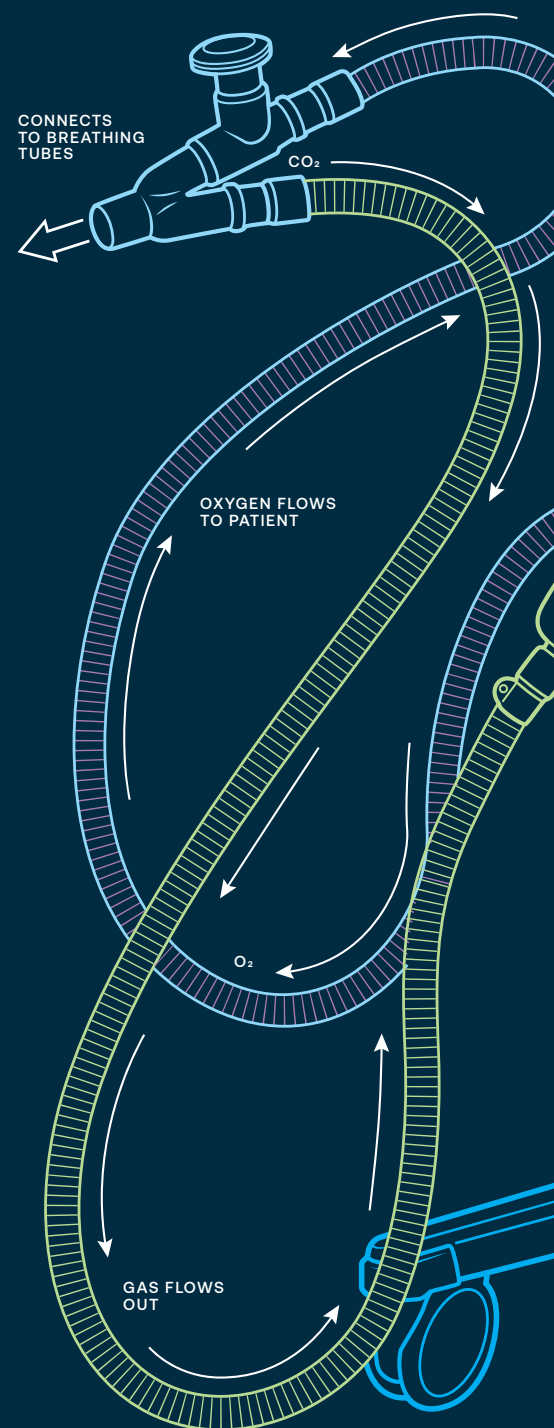 CONNECTS
TO BREATHING
TUBES
CO₂
OXYGEN FLOWS
TO PATIENT
O₂
GAS FLOWS
OUT